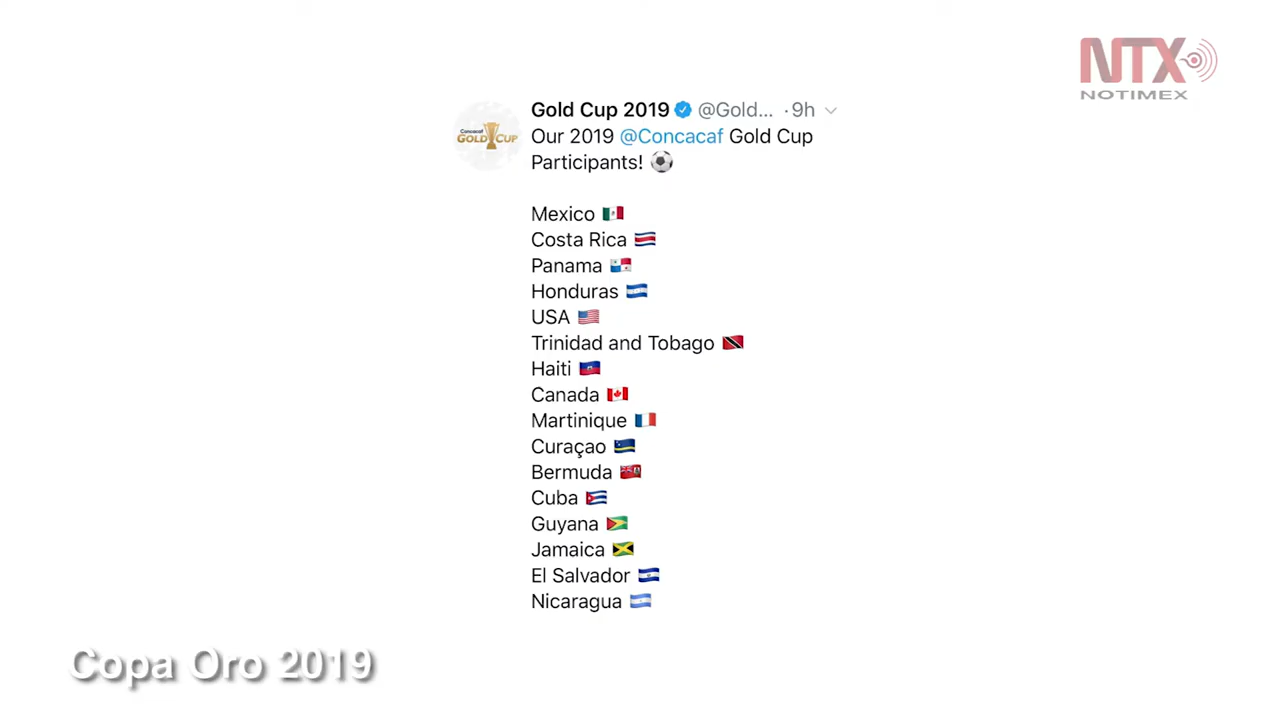 NTX
NOTIMEX
Concacaf
GOLD CUP
Gold Cup 2019 @Gold... · 9h
Our 2019 @Concacaf Gold Cup
Participants! ⚽
Mexico 🇲🇽
Costa Rica 🇨🇷
Panama 🇵🇦
Honduras 🇭🇳
USA 🇺🇸
Trinidad and Tobago 🇹🇹
Haiti 🇭🇹
Canada 🇨🇦
Martinique 🇫🇷
Curaçao 🇨🇼
Bermuda 🇧🇲
Cuba 🇨🇺
Guyana 🇬🇾
Jamaica 🇯🇲
El Salvador 🇸🇻
Nicaragua 🇳🇮
Copa Oro 2019